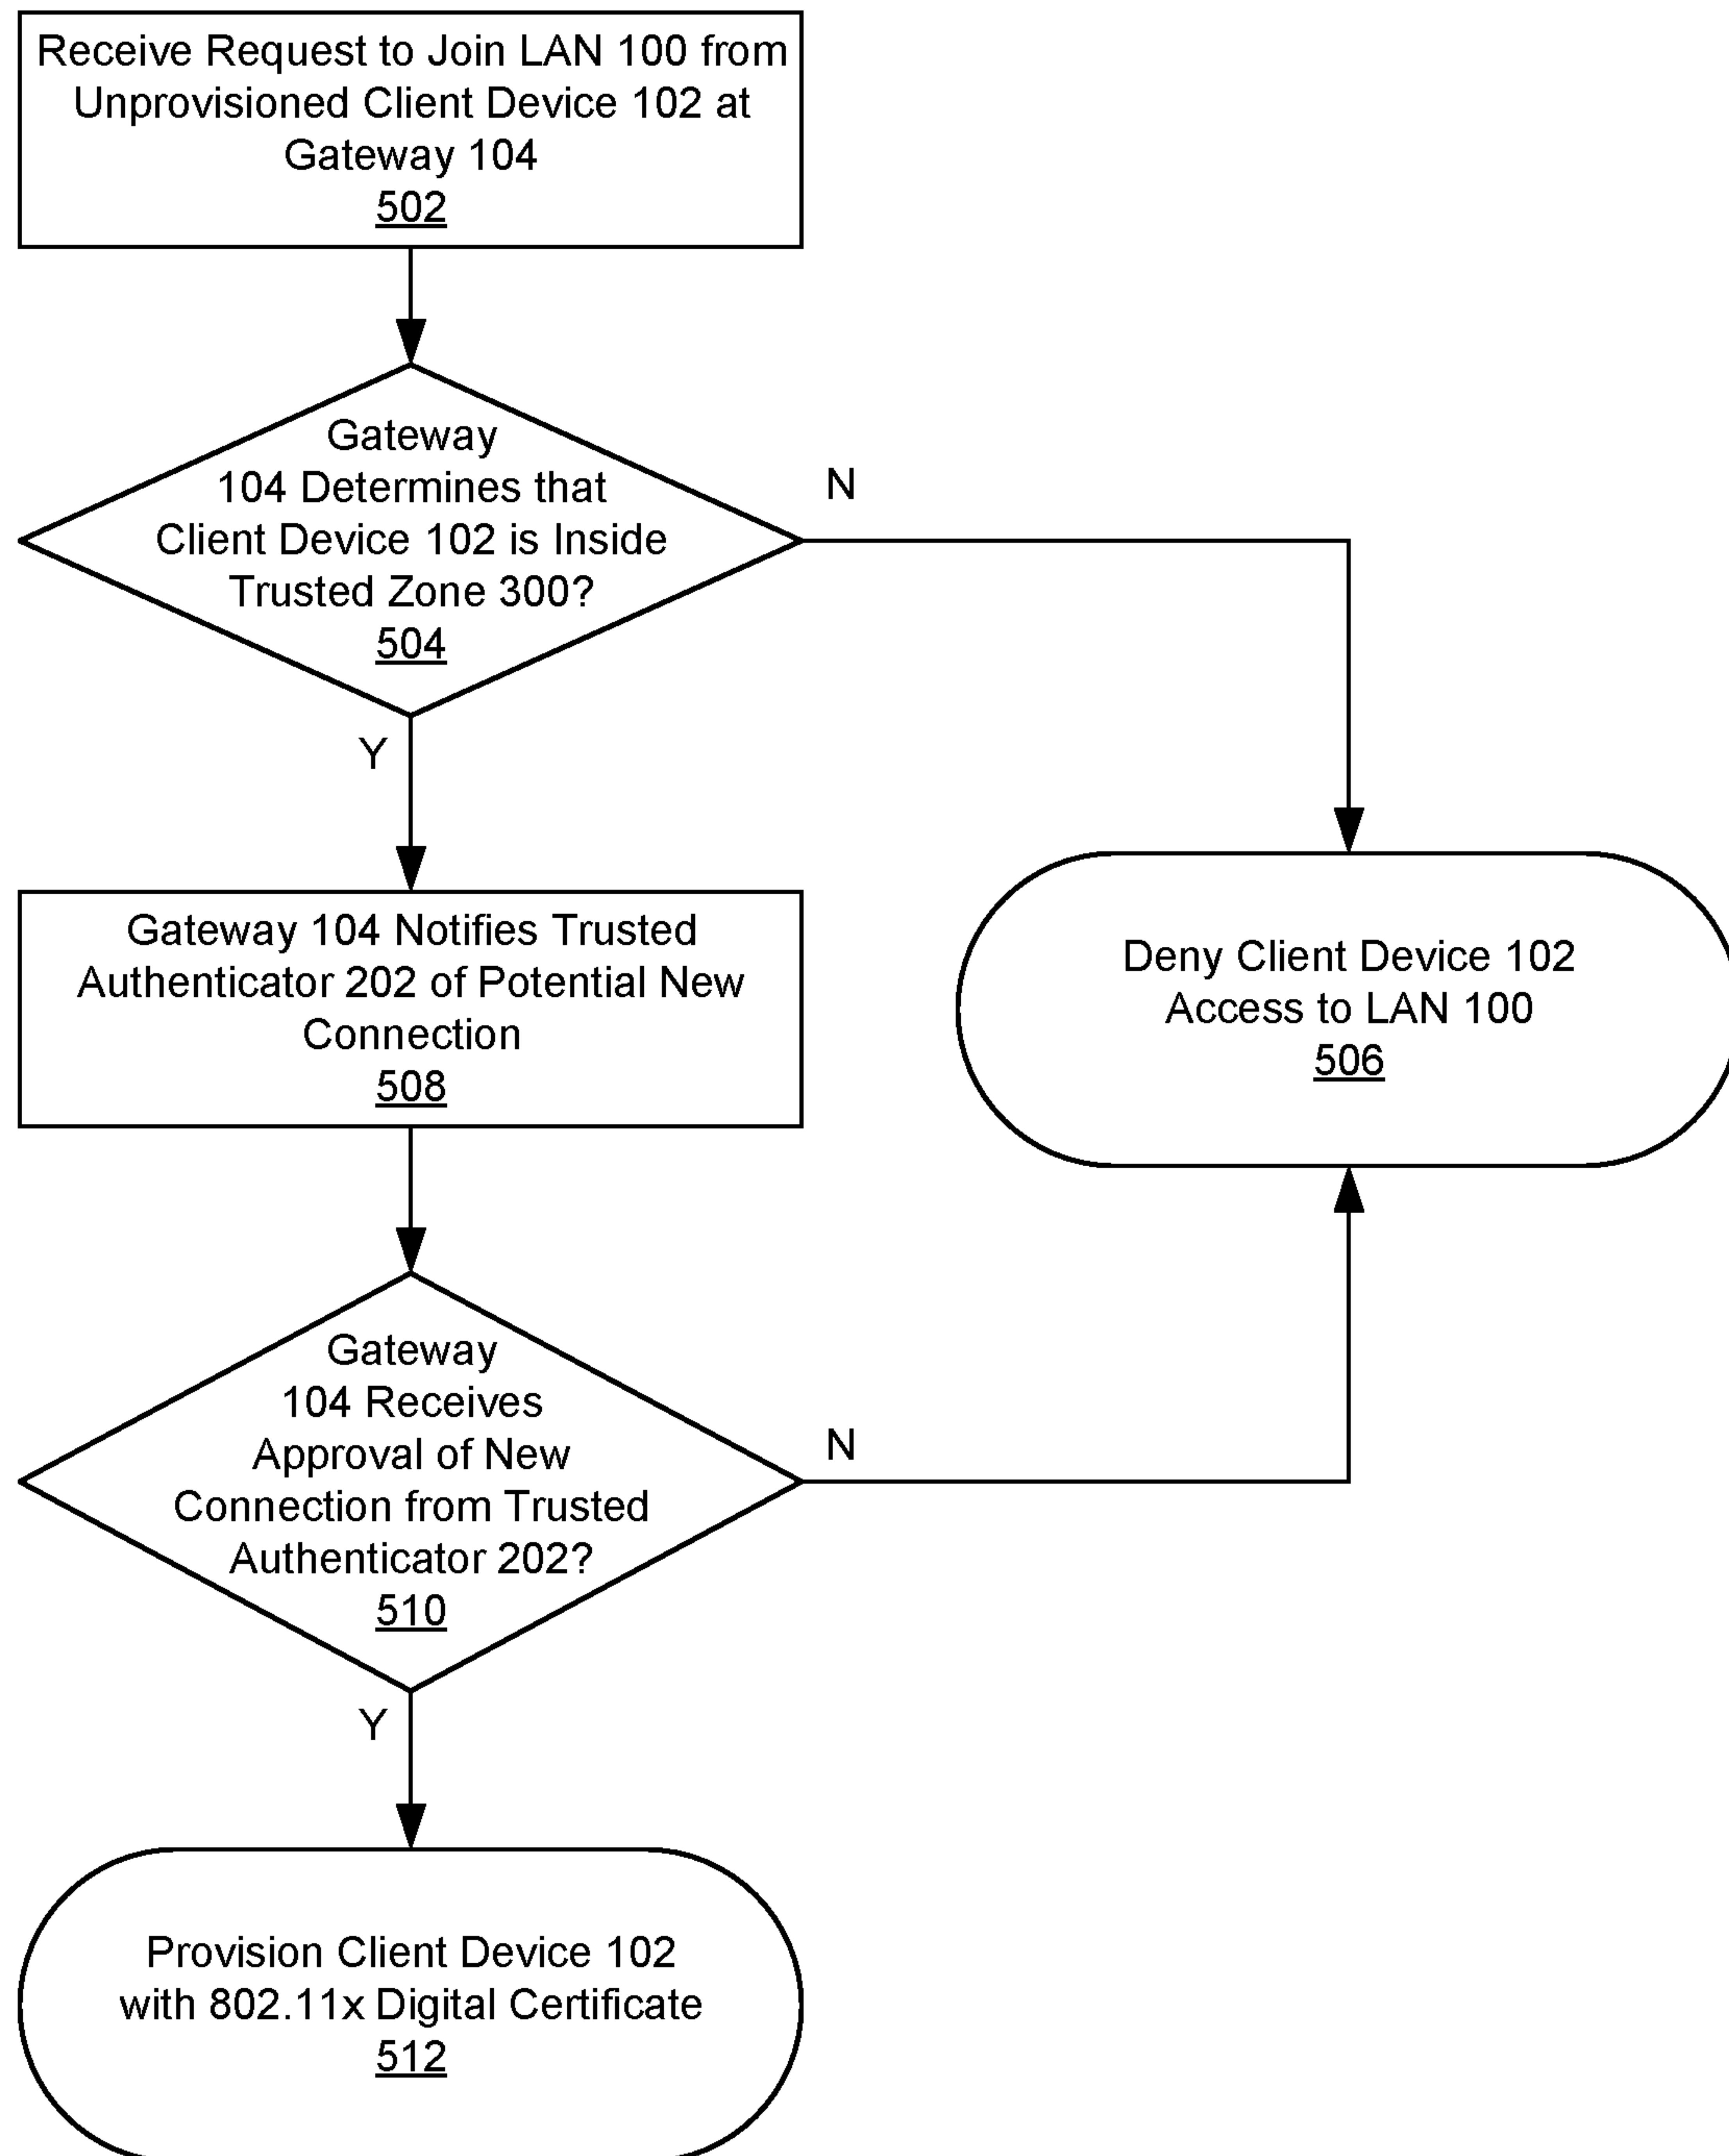 Receive Request to Join LAN 100 from
Unprovisioned Client Device 102 at
Gateway 104
502
Gateway
104 Determines that
Client Device 102 is Inside
Trusted Zone 300?
504
N
Y
Gateway 104 Notifies Trusted
Authenticator 202 of Potential New
Connection
508
Deny Client Device 102
Access to LAN 100
506
Gateway
104 Receives
Approval of New
Connection from Trusted
Authenticator 202?
510
N
Y
Provision Client Device 102
with 802.11x Digital Certificate
512